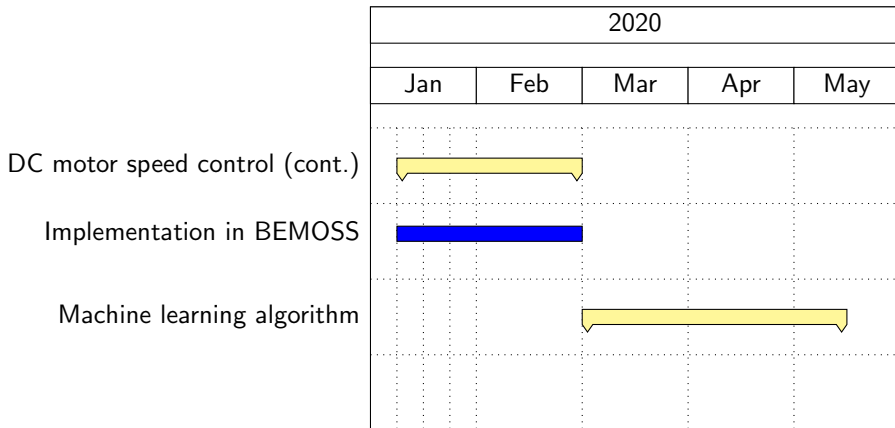 2020
Jan Feb Mar Apr May
DC motor speed control (cont.)
Implementation in BEMOSS
Machine learning algorithm